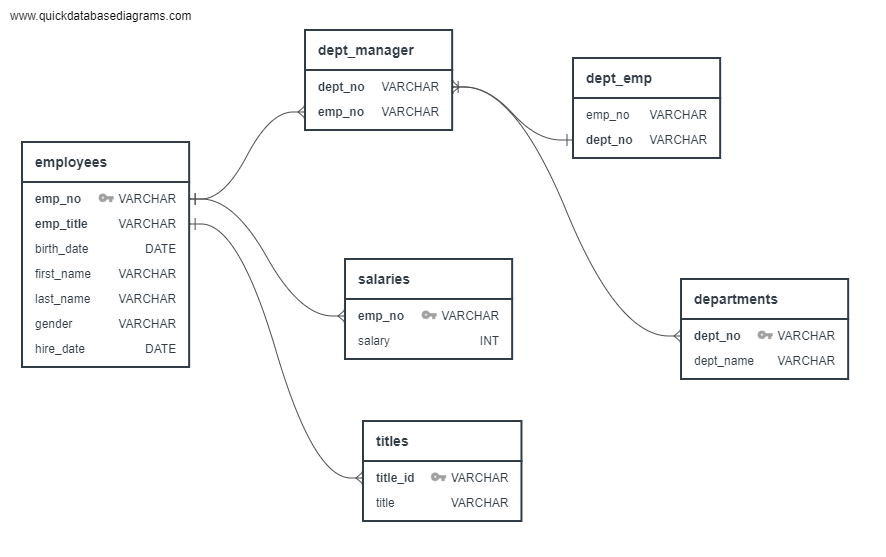 www.quickdatabasediagrams.com
dept_manager
dept_no VARCHAR
emp_no VARCHAR
dept_emp
emp_no VARCHAR
dept_no VARCHAR
employees
emp_no VARCHAR
emp_title VARCHAR
birth_date DATE
first_name VARCHAR
last_name VARCHAR
gender VARCHAR
hire_date DATE
salaries
emp_no VARCHAR
salary INT
departments
dept_no VARCHAR
dept_name VARCHAR
titles
title_id VARCHAR
title VARCHAR